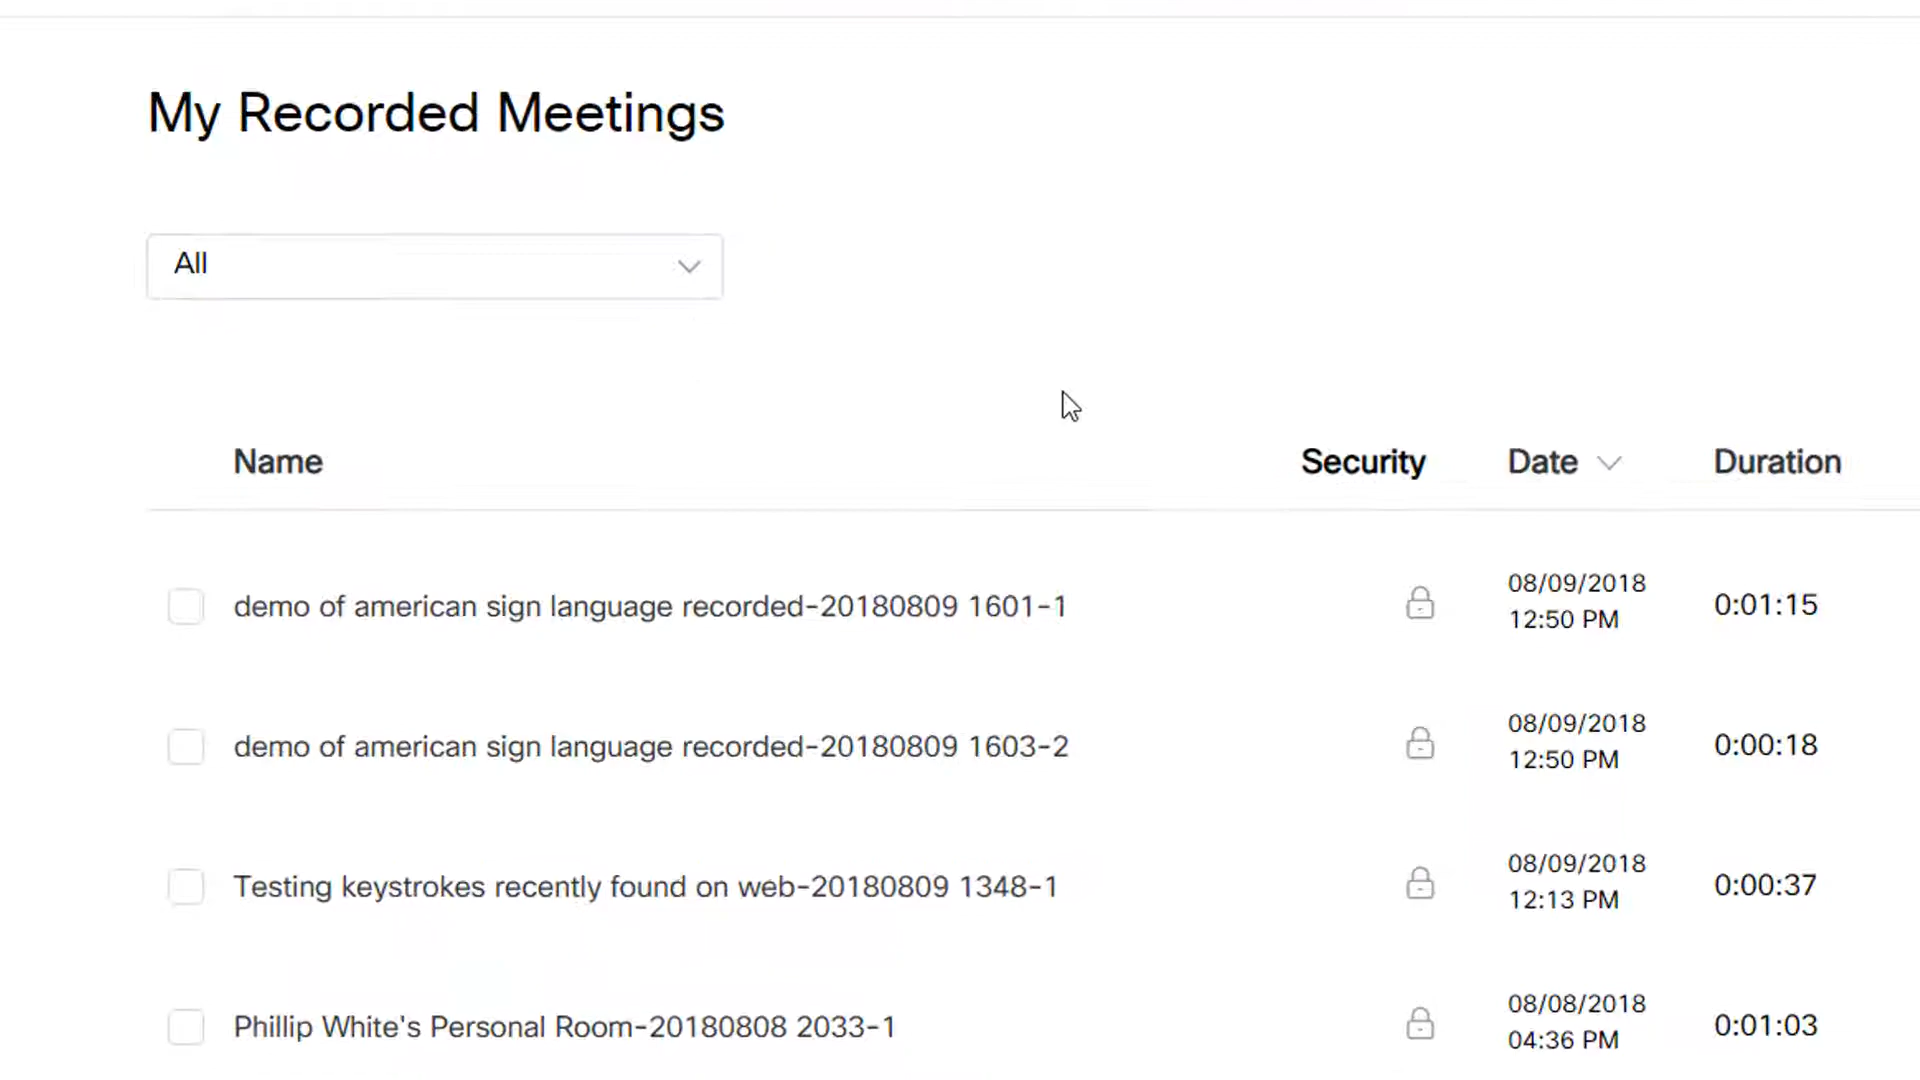 My Recorded Meetings
All
Name Security Date Duration
demo of american sign language recorded-20180809 1601-1 08/09/2018 12:50 PM 0:01:15
demo of american sign language recorded-20180809 1603-2 08/09/2018 12:50 PM 0:00:18
Testing keystrokes recently found on web-20180809 1348-1 08/09/2018 12:13 PM 0:00:37
Phillip White's Personal Room-20180808 2033-1 08/08/2018 04:36 PM 0:01:03